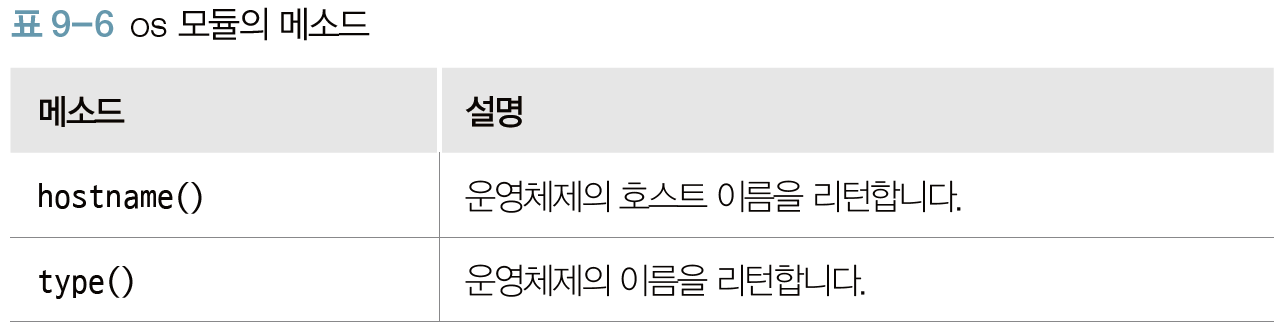 표 9-6 os 모듈의 메소드
메소드 설명
hostname() 운영체제의 호스트 이름을 리턴합니다.
type() 운영체제의 이름을 리턴합니다.